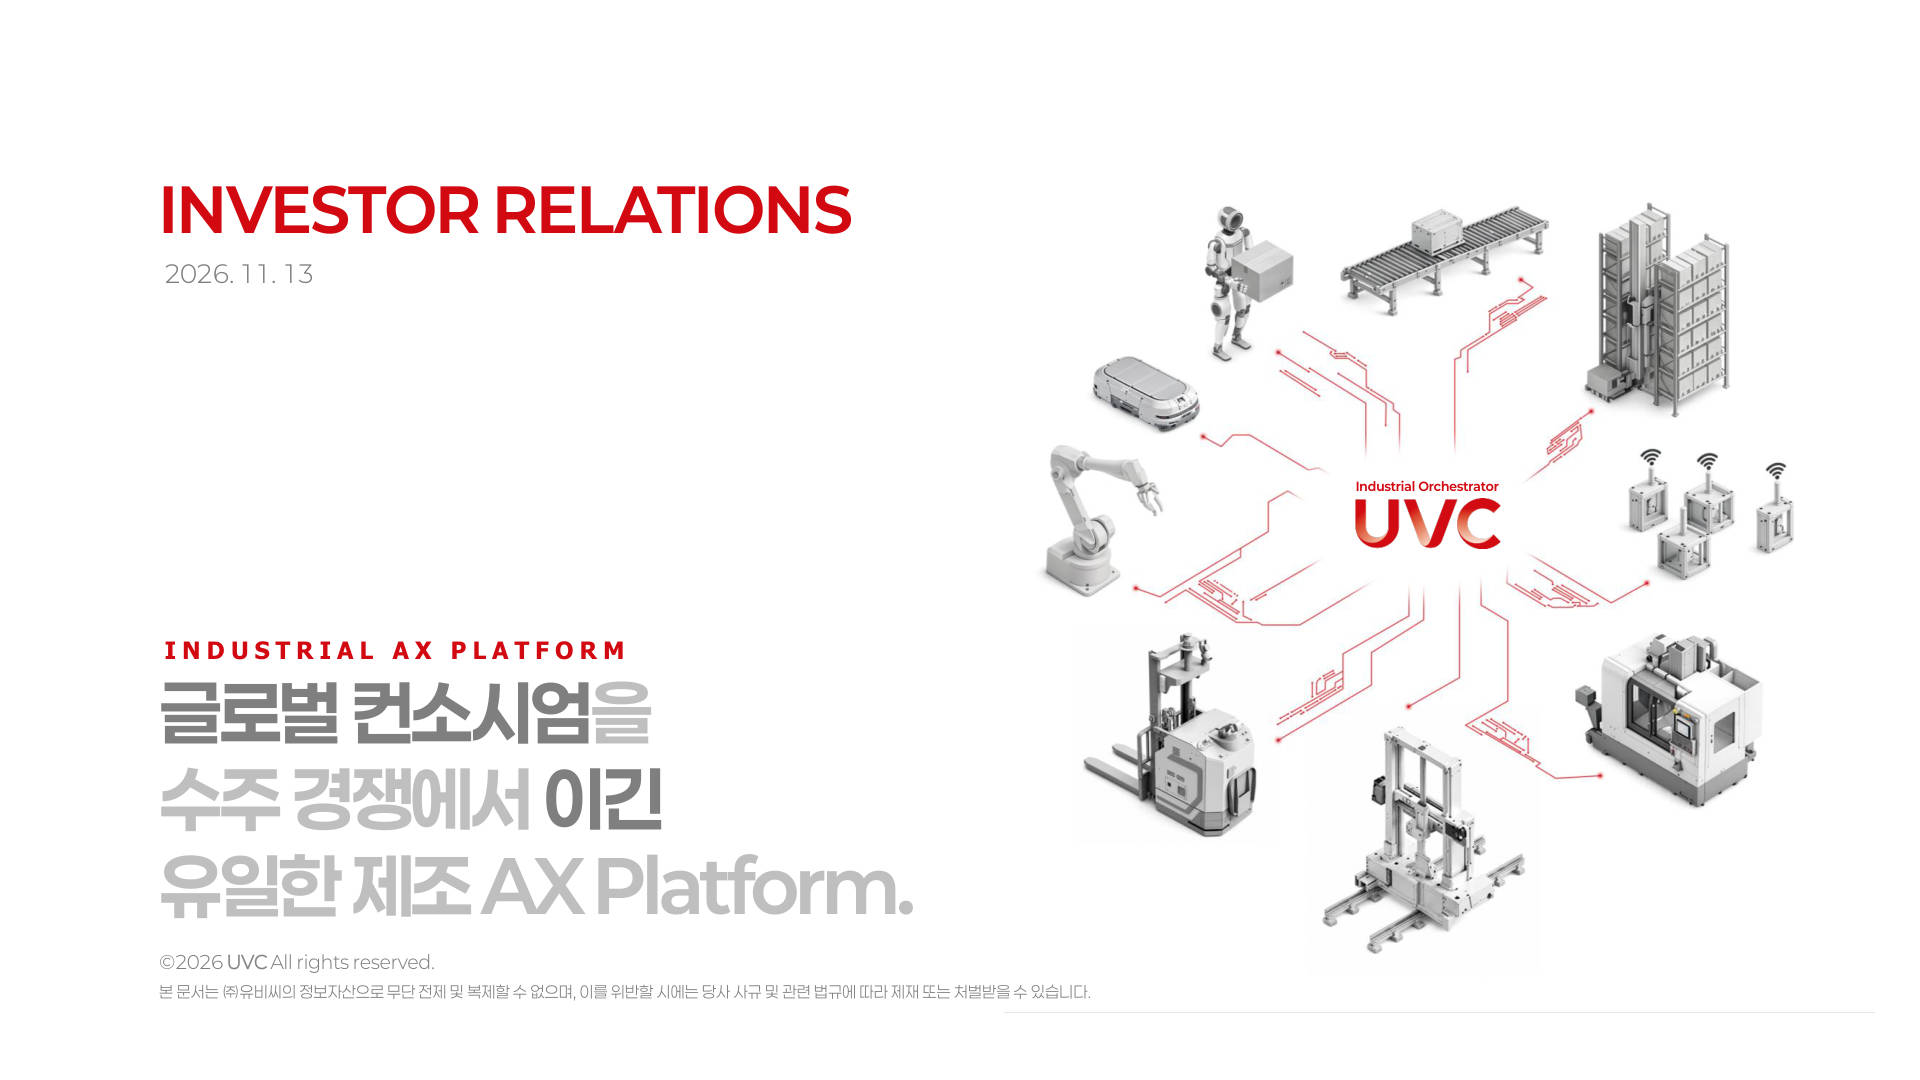 INVESTOR RELATIONS
2026. 11. 13
Industrial Orchestrator
UVC
INDUSTRIAL AX PLATFORM
글로벌 컨소시엄을
수주 경쟁에서 이긴
유일한 제조 AX Platform.
©2026 UVC All rights reserved.
본 문서는 ㈜유비씨의 정보자산으로 무단 전제 및 복제할 수 없으며, 이를 위반할 시에는 당사 사규 및 관련 법규에 따라 제재 또는 처벌받을 수 있습니다.